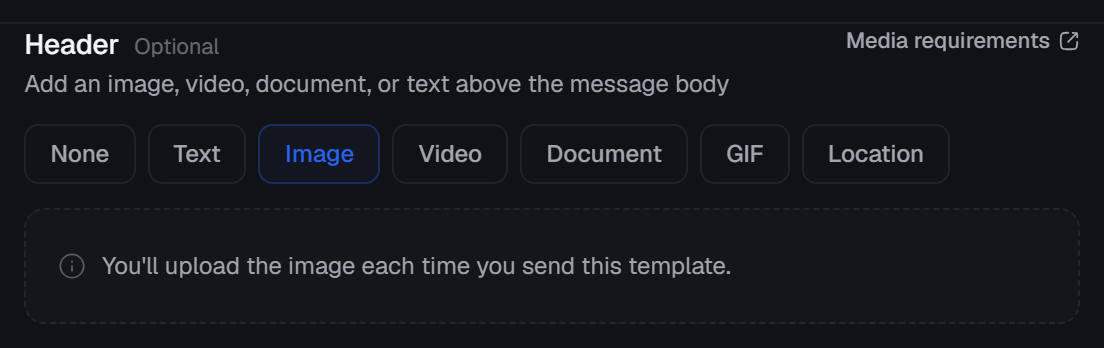 Header Optional
Media requirements
Add an image, video, document, or text above the message body
None Text Image Video Document GIF Location
You'll upload the image each time you send this template.